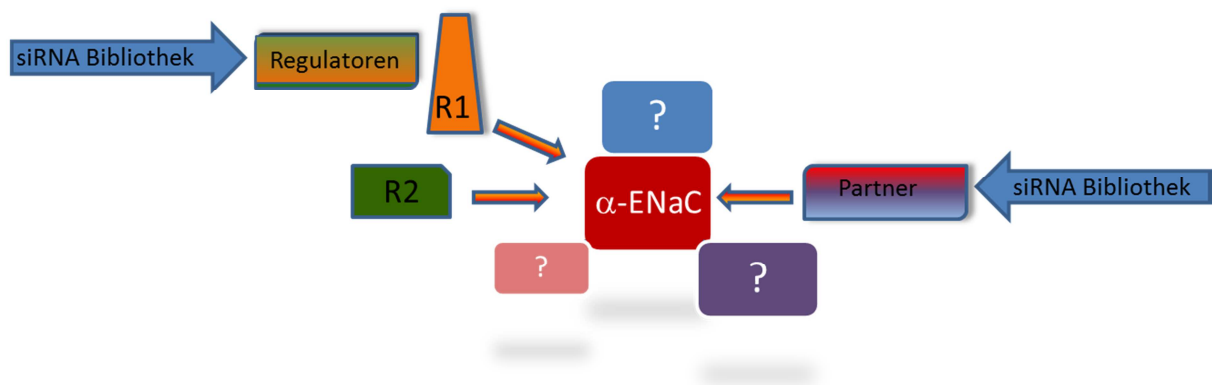 siRNA Bibliothek
Regulatoren
R1
?
R2
α-ENaC
Partner
siRNA Bibliothek
?
?